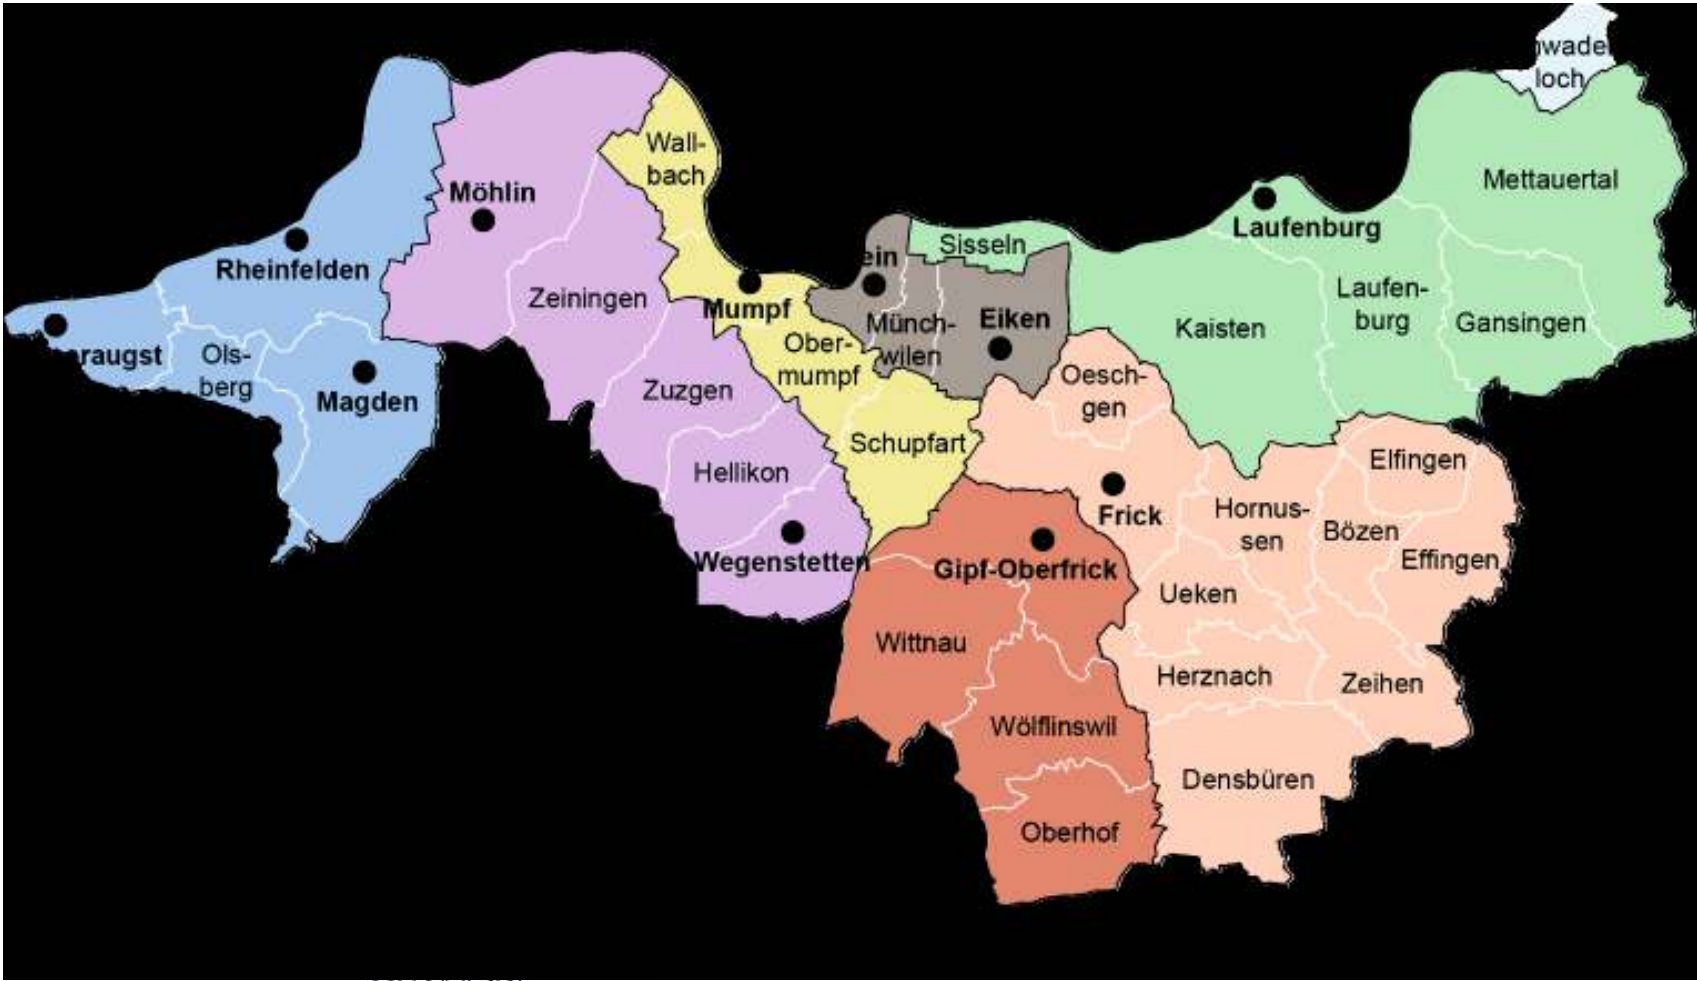 loch
Wall-
bach
Mettauertal
Möhlin
Laufenburg
Sisseln
Rheinfelden
Zeiningen
Mumpf
Laufen-
burg
Eiken
Münch-
wilen
Kaisten
Gansingen
Ols-
berg
Ober-
mumpf
Oesch-
gen
Magden
Zuzgen
Schupfart
Elfingen
Hellikon
Frick
Hornus-
sen
Bözen
Effingen
Wegenstetten
Gipf-Oberfrick
Ueken
Wittnau
Herznach
Zeihen
Wölflinswil
Densbüren
Oberhof